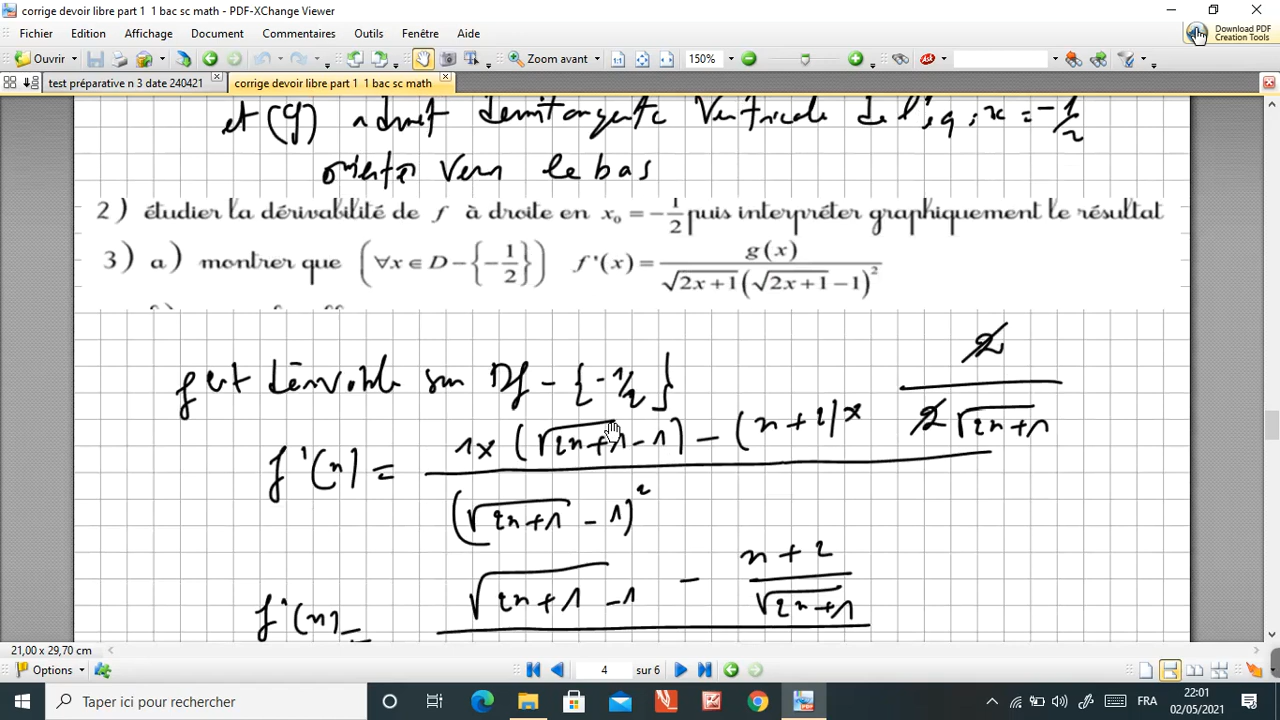 corrige devoir libre part 1 1 bac sc math - PDF-XChange Viewer
Fichier Edition Affichage Document Commentaires Outils Fenêtre Aide
Download PDF
Creation Tools
Ouvrir Zoom avant 150%
test préparative n 3 date 240421
corrige devoir libre part 1 1 bac sc math
et (g) admet demi tangente verticale de l'éq : x = -1/2
orienté vers le bas
2 ) étudier la dérivabilité de f à droite en x₀ = -1/2 puis interpréter graphiquement le résultat
3 ) a ) montrer que (∀x ∈ D - {-1/2}) f '(x) = g(x) / (√(2x+1) (√(2x+1) - 1)²)
f est dérivable sur Df - {-1/2}
f '(x) = (1x (√(2x+1) - 1) - (x+2) x 2/(2√(2x+1))) / (√(2x+1) - 1)²
f '(x) = √(2x+1) - 1 - (x+2)/√(2x+1)
21,00 x 29,70 cm
Options 4 sur 6
Taper ici pour rechercher
FRA
22:01
02/05/2021